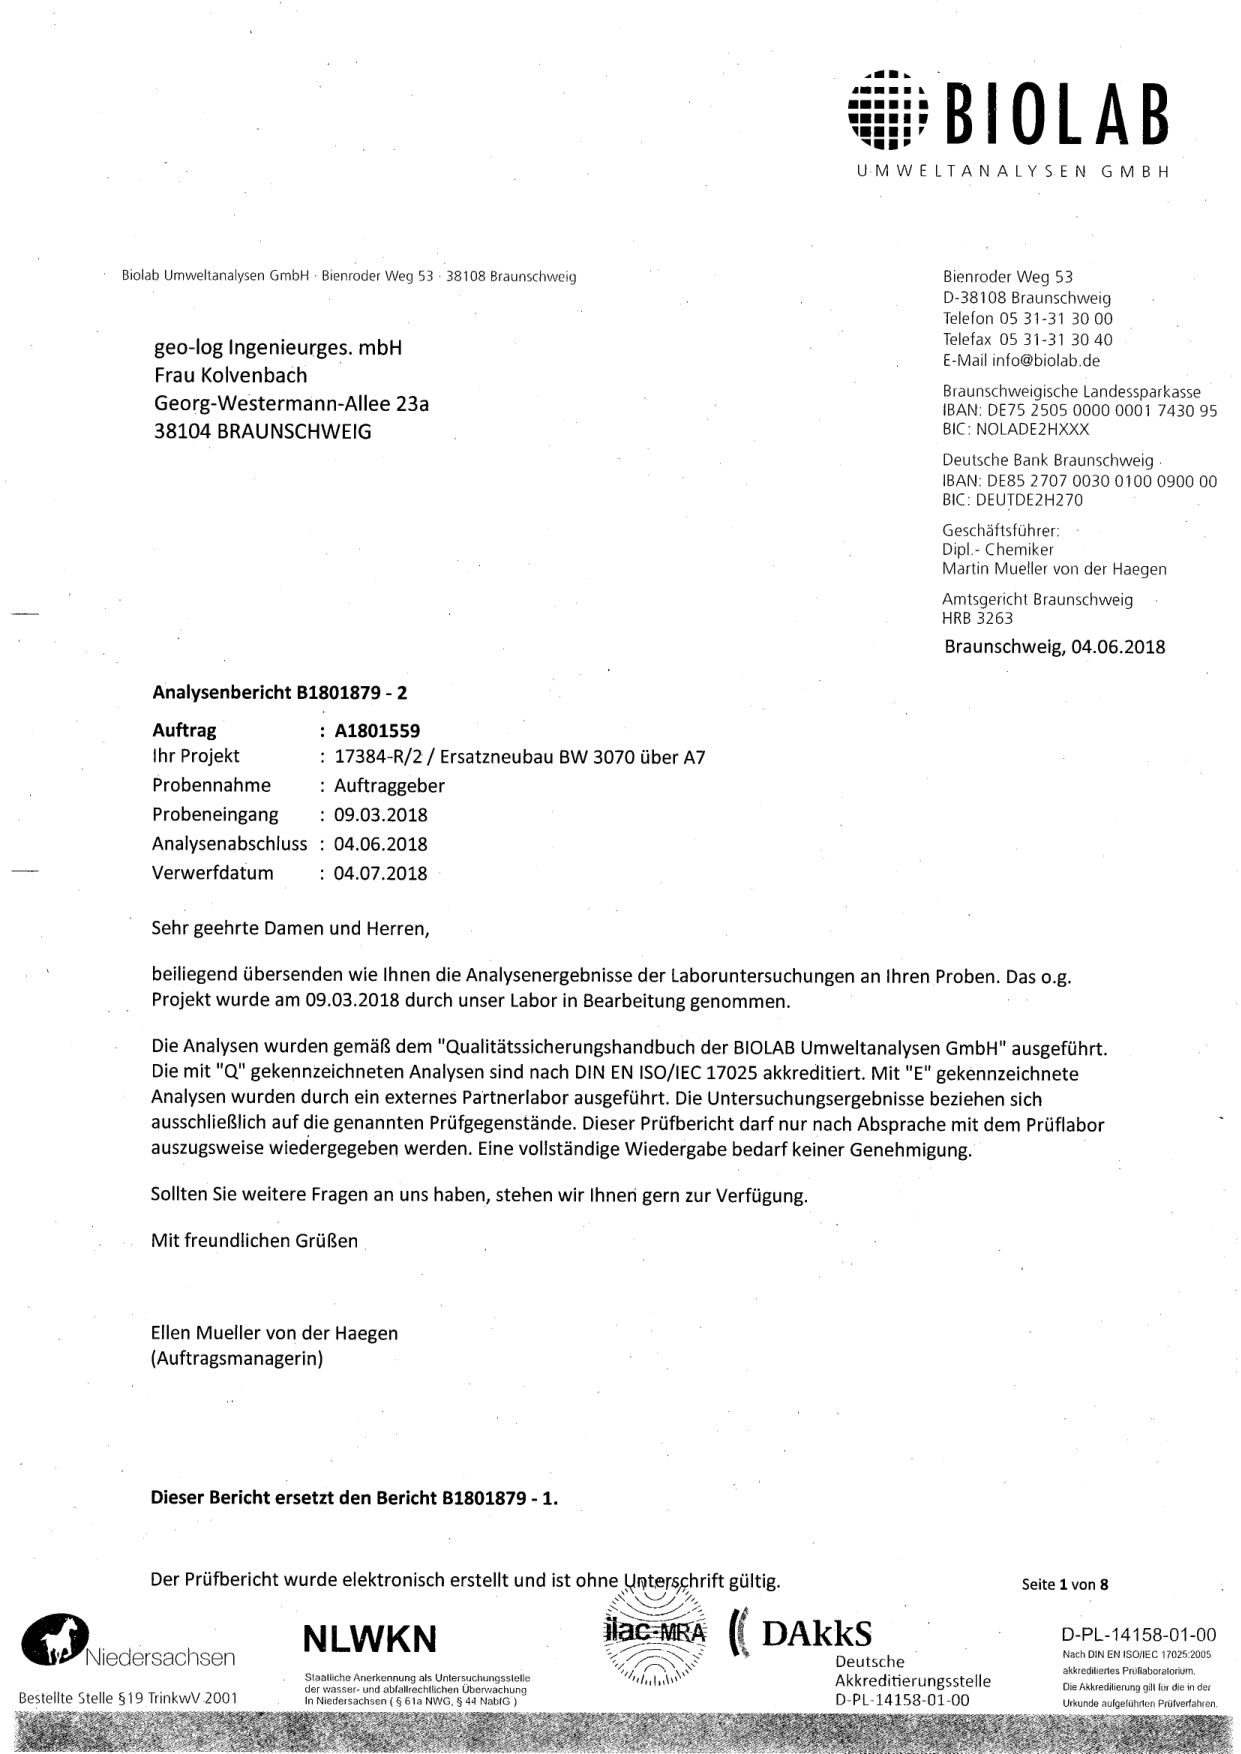 BIOLAB
UMWELTANALYSEN GMBH
Biolab Umweltanalysen GmbH · Bienroder Weg 53 · 38108 Braunschweig
geo-log Ingenieurges. mbH
Frau Kolvenbach
Georg-Westermann-Allee 23a
38104 BRAUNSCHWEIG
Bienroder Weg 53
D-38108 Braunschweig
Telefon 05 31-31 30 00
Telefax 05 31-31 30 40
E-Mail info@biolab.de
Braunschweigische Landessparkasse
IBAN: DE75 2505 0000 0001 7430 95
BIC: NOLADE2HXXX
Deutsche Bank Braunschweig
IBAN: DE85 2707 0030 0100 0900 00
BIC: DEUTDE2H270
Geschäftsführer:
Dipl.- Chemiker
Martin Mueller von der Haegen
Amtsgericht Braunschweig
HRB 3263
Braunschweig, 04.06.2018
Analysenbericht B1801879 - 2
Auftrag : A1801559
Ihr Projekt : 17384-R/2 / Ersatzneubau BW 3070 über A7
Probennahme : Auftraggeber
Probeneingang : 09.03.2018
Analysenabschluss : 04.06.2018
Verwerfdatum : 04.07.2018
Sehr geehrte Damen und Herren,
beiliegend übersenden wie Ihnen die Analysenergebnisse der Laboruntersuchungen an Ihren Proben. Das o.g.
Projekt wurde am 09.03.2018 durch unser Labor in Bearbeitung genommen.
Die Analysen wurden gemäß dem "Qualitätssicherungshandbuch der BIOLAB Umweltanalysen GmbH" ausgeführt.
Die mit "Q" gekennzeichneten Analysen sind nach DIN EN ISO/IEC 17025 akkreditiert. Mit "E" gekennzeichnete
Analysen wurden durch ein externes Partnerlabor ausgeführt. Die Untersuchungsergebnisse beziehen sich
ausschließlich auf die genannten Prüfgegenstände. Dieser Prüfbericht darf nur nach Absprache mit dem Prüflabor
auszugsweise wiedergegeben werden. Eine vollständige Wiedergabe bedarf keiner Genehmigung.
Sollten Sie weitere Fragen an uns haben, stehen wir Ihnen gern zur Verfügung.
Mit freundlichen Grüßen
Ellen Mueller von der Haegen
(Auftragsmanagerin)
Dieser Bericht ersetzt den Bericht B1801879 - 1.
Der Prüfbericht wurde elektronisch erstellt und ist ohne Unterschrift gültig.
Seite 1 von 8
Niedersachsen
Bestellte Stelle §19 TrinkwV 2001
NLWKN
Staatliche Anerkennung als Untersuchungsstelle
der wasser- und abfallrechtlichen Überwachung
In Niedersachsen ( § 61a NWG, § 44 NabfG )
ilac-MRA
DAkkS
Deutsche
Akkreditierungsstelle
D-PL-14158-01-00
D-PL-14158-01-00
Nach DIN EN ISO/IEC 17025:2005
akkreditiertes Prüflaboratorium.
Die Akkreditierung gilt für die in der
Urkunde aufgeführten Prüfverfahren.